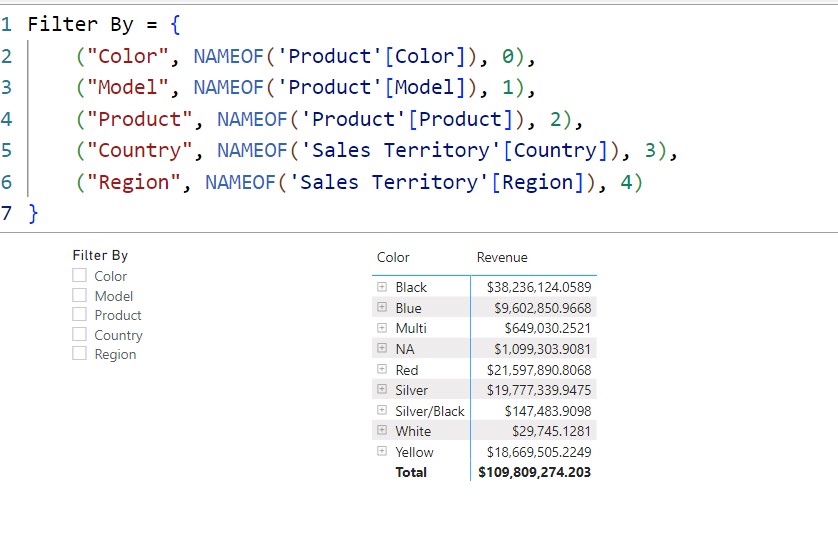 1 Filter By = {
2 ("Color", NAMEOF('Product'[Color]), 0),
3 ("Model", NAMEOF('Product'[Model]), 1),
4 ("Product", NAMEOF('Product'[Product]), 2),
5 ("Country", NAMEOF('Sales Territory'[Country]), 3),
6 ("Region", NAMEOF('Sales Territory'[Region]), 4)
7 }
Filter By
Color
Model
Product
Country
Region
Color Revenue
Black $38,236,124.0589
Blue $9,602,850.9668
Multi $649,030.2521
NA $1,099,303.9081
Red $21,597,890.8068
Silver $19,777,339.9475
Silver/Black $147,483.9098
White $29,745.1281
Yellow $18,669,505.2249
Total $109,809,274.203